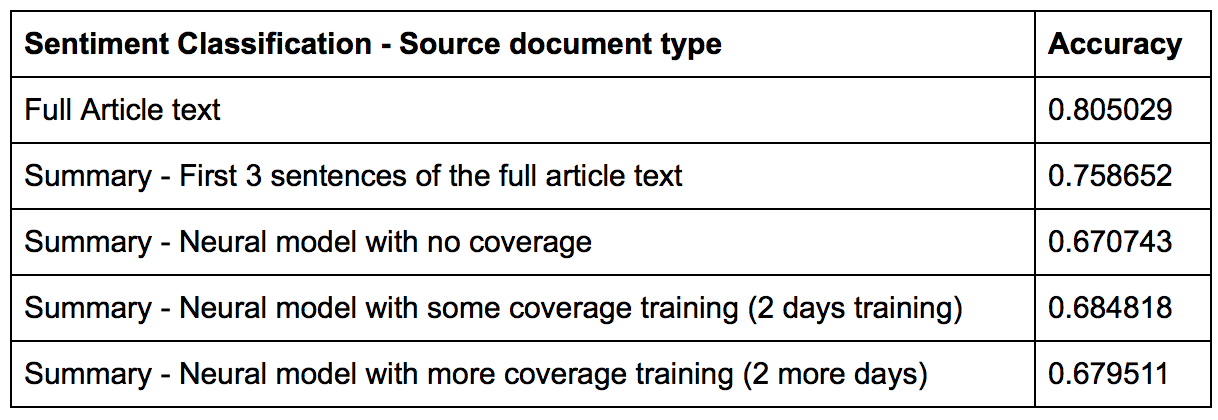 Sentiment Classification - Source document type Accuracy
Full Article text 0.805029
Summary - First 3 sentences of the full article text 0.758652
Summary - Neural model with no coverage 0.670743
Summary - Neural model with some coverage training (2 days training) 0.684818
Summary - Neural model with more coverage training (2 more days) 0.679511